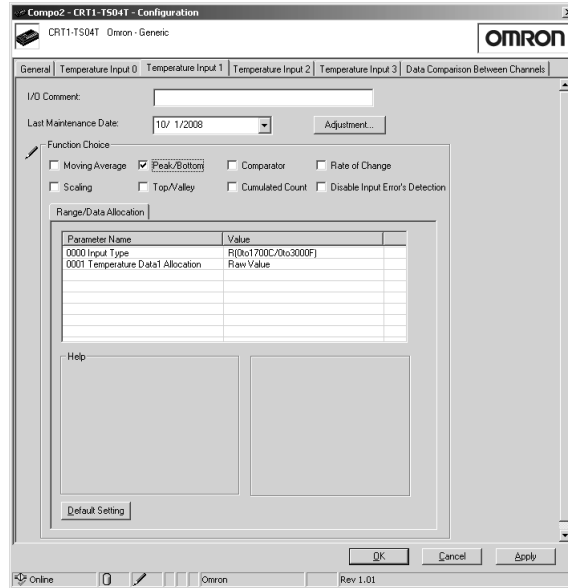 Compo2 - CRT1-TS04T - Configuration
CRT1-TS04T Omron - Generic
OMRON
General Temperature Input 0 Temperature Input 1 Temperature Input 2 Temperature Input 3 Data Comparison Between Channels
I/O Comment:
Last Maintenance Date: 10/ 1/2008 Adjustment...
Function Choice
Moving Average Peak/Bottom Comparator Rate of Change
Scaling Top/Valley Cumulated Count Disable Input Error's Detection
Range/Data Allocation
Parameter Name Value
0000 Input Type R(0to1700C/0to3000F)
0001 Temperature Data1 Allocation Raw Value
Help
Default Setting
OK Cancel Apply
Online Omron Rev 1.01